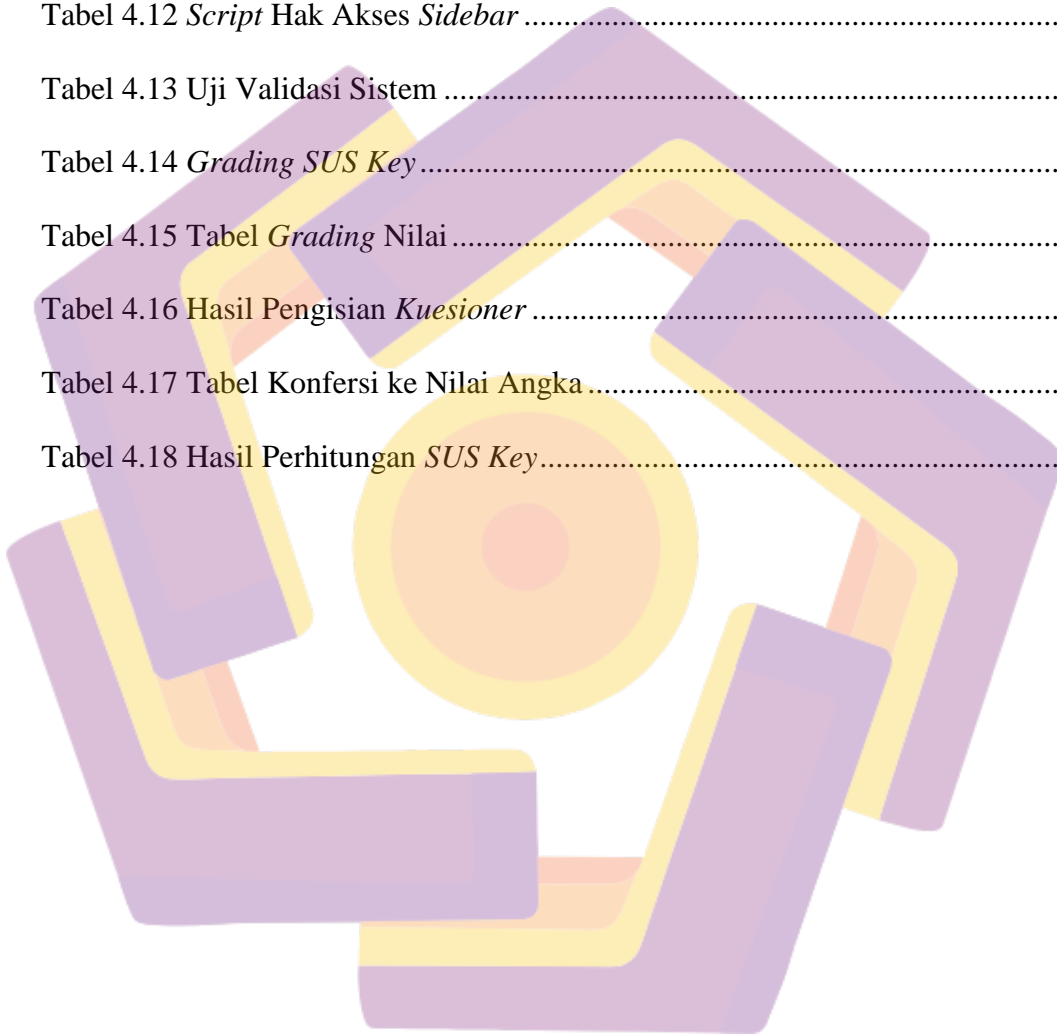 Tabel 4.12 Script Hak Akses Sidebar ....................................................................
Tabel 4.13 Uji Validasi Sistem ...............................................................................
Tabel 4.14 Grading SUS Key..................................................................................
Tabel 4.15 Tabel Grading Nilai..............................................................................
Tabel 4.16 Hasil Pengisian Kuesioner ...................................................................
Tabel 4.17 Tabel Konfersi ke Nilai Angka............................................................
Tabel 4.18 Hasil Perhitungan SUS Key..................................................................